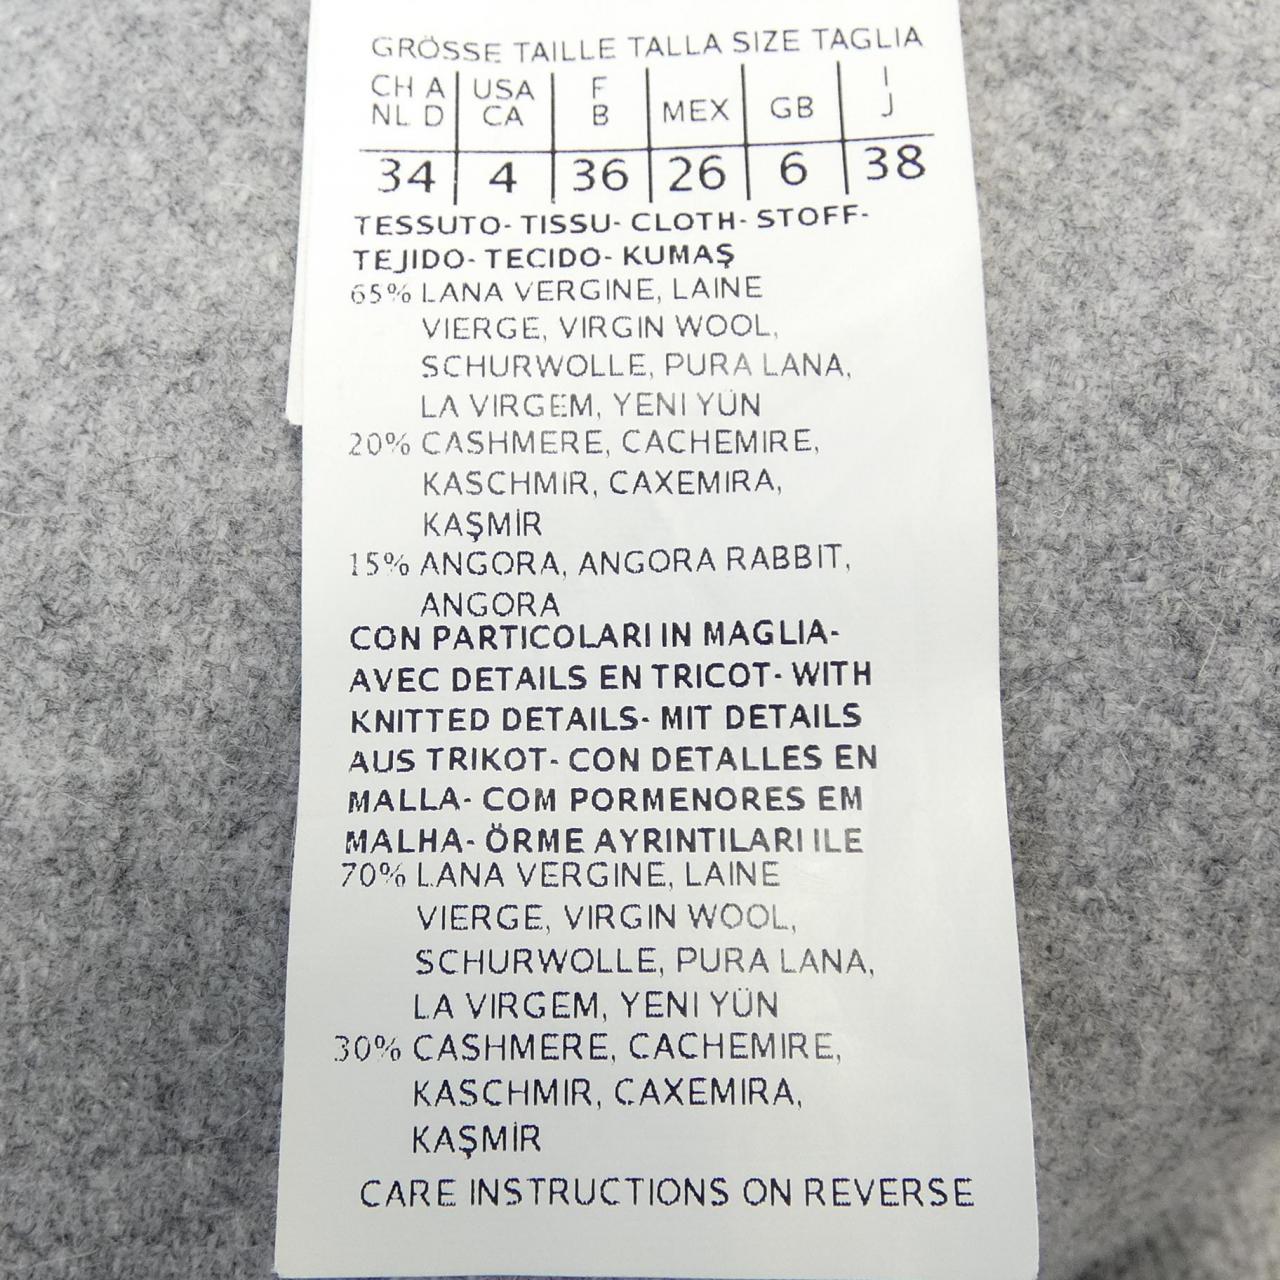 GRÖSSE TAILLE TALLA SIZE TAGLIA
CH A USA F MEX GB I
NL D CA B J
34 4 36 26 6 38
TESSUTO- TISSU- CLOTH- STOFF-
TEJIDO- TECIDO- KUMAŞ
65% LANA VERGINE, LAINE
VIERGE, VIRGIN WOOL,
SCHURWOLLE, PURA LANA,
LA VIRGEM, YENI YÜN
20% CASHMERE, CACHEMIRE,
KASCHMIR, CAXEMIRA,
KAŞMİR
15% ANGORA, ANGORA RABBIT,
ANGORA
CON PARTICOLARI IN MAGLIA-
AVEC DETAILS EN TRICOT- WITH
KNITTED DETAILS- MIT DETAILS
AUS TRIKOT- CON DETALLES EN
MALLA- COM PORMENORES EM
MALHA- ÖRME AYRINTILARI ILE
70% LANA VERGINE, LAINE
VIERGE, VIRGIN WOOL,
SCHURWOLLE, PURA LANA,
LA VIRGEM, YENI YÜN
30% CASHMERE, CACHEMIRE,
KASCHMIR, CAXEMIRA,
KAŞMİR
CARE INSTRUCTIONS ON REVERSE